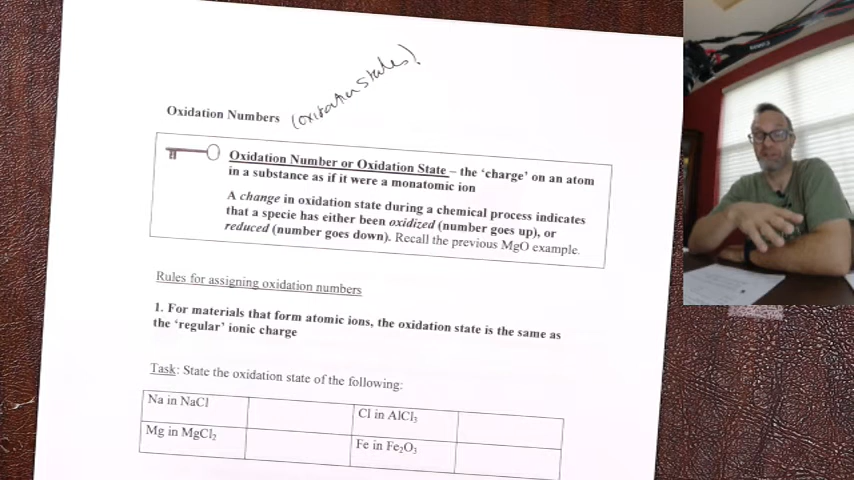 (oxidation states)
Oxidation Numbers
Oxidation Number or Oxidation State – the 'charge' on an atom
in a substance as if it were a monatomic ion
A change in oxidation state during a chemical process indicates
that a specie has either been oxidized (number goes up), or
reduced (number goes down). Recall the previous MgO example.
Rules for assigning oxidation numbers
1. For materials that form atomic ions, the oxidation state is the same as
the 'regular' ionic charge
Task: State the oxidation state of the following:
Na in NaCl
Cl in AlCl₃
Mg in MgCl₂
Fe in Fe₂O₃